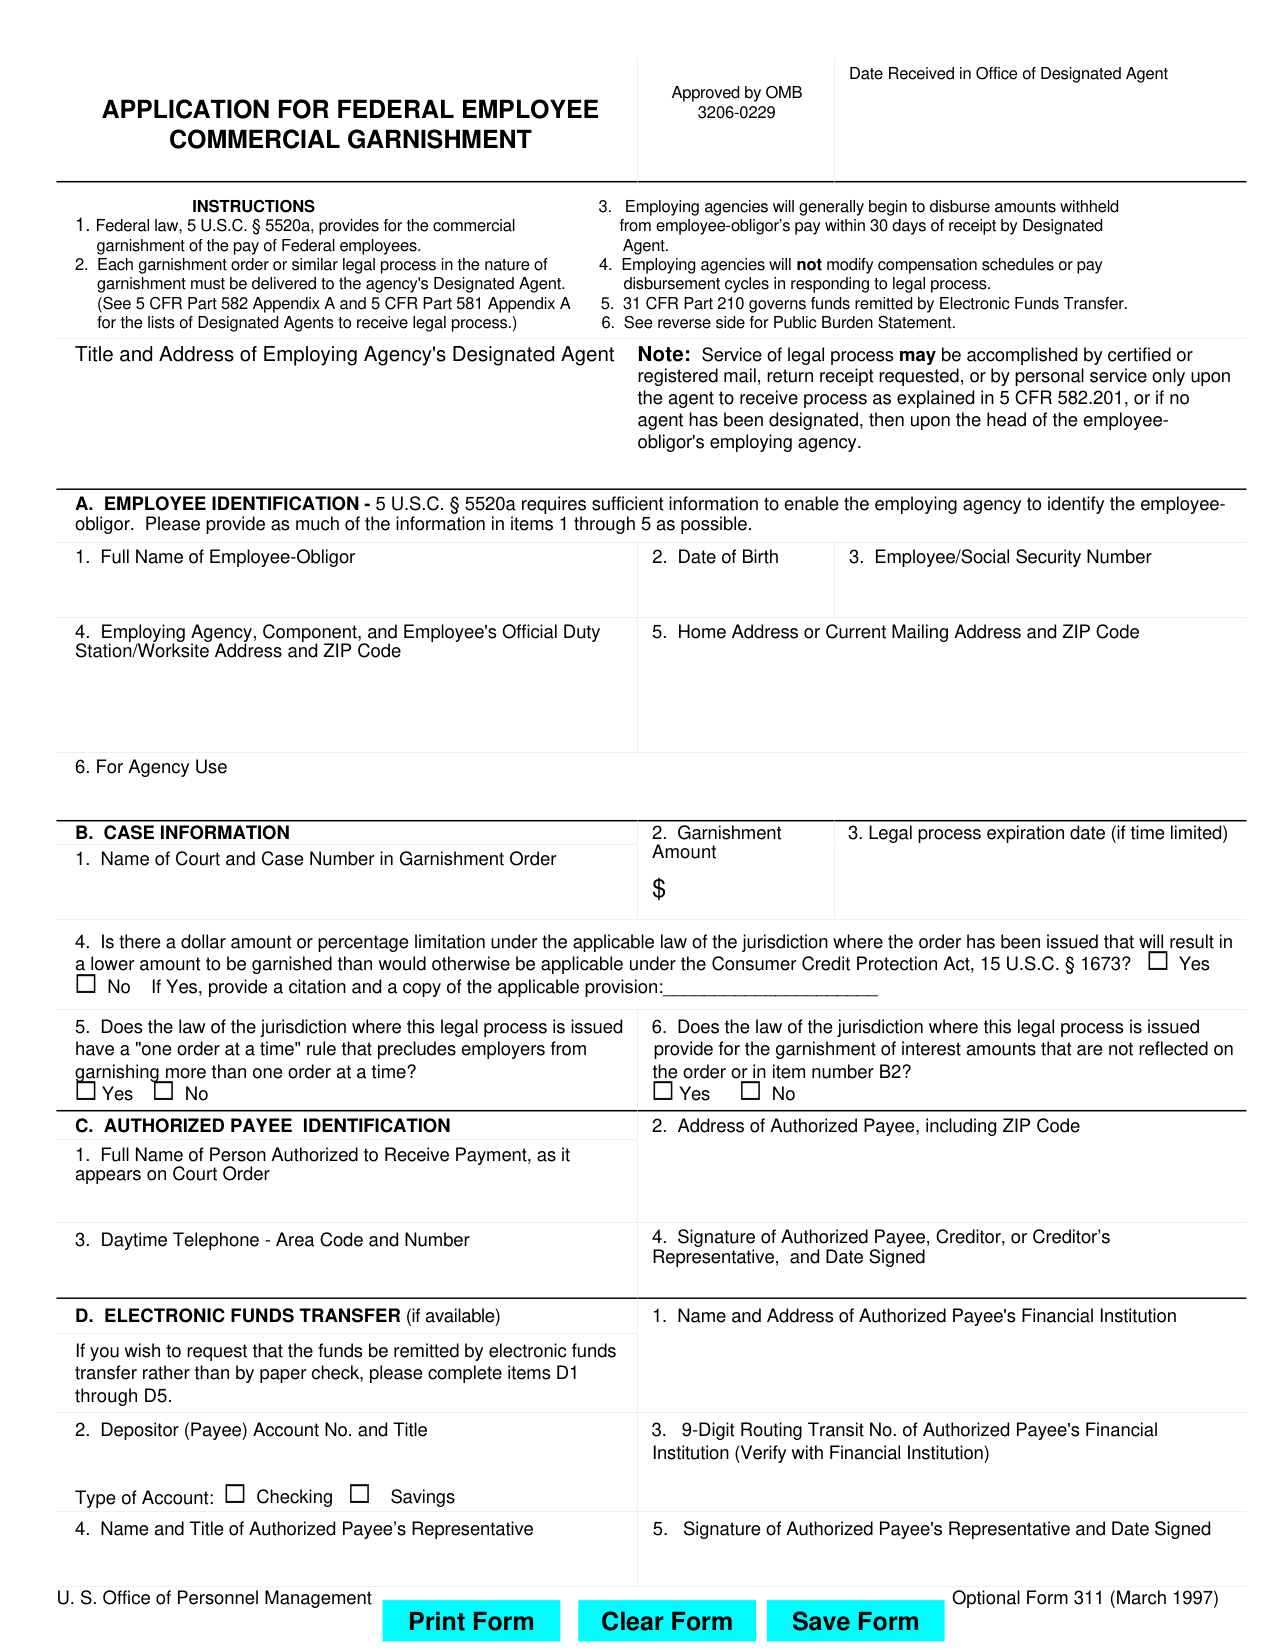 APPLICATION FOR FEDERAL EMPLOYEE
COMMERCIAL GARNISHMENT
Approved by OMB
3206-0229
Date Received in Office of Designated Agent
INSTRUCTIONS
1. Federal law, 5 U.S.C. § 5520a, provides for the commercial
garnishment of the pay of Federal employees.
2. Each garnishment order or similar legal process in the nature of
garnishment must be delivered to the agency's Designated Agent.
(See 5 CFR Part 582 Appendix A and 5 CFR Part 581 Appendix A
for the lists of Designated Agents to receive legal process.)
3. Employing agencies will generally begin to disburse amounts withheld
from employee-obligor’s pay within 30 days of receipt by Designated
Agent.
4. Employing agencies will not modify compensation schedules or pay
disbursement cycles in responding to legal process.
5. 31 CFR Part 210 governs funds remitted by Electronic Funds Transfer.
6. See reverse side for Public Burden Statement.
Title and Address of Employing Agency's Designated Agent
Note: Service of legal process may be accomplished by certified or
registered mail, return receipt requested, or by personal service only upon
the agent to receive process as explained in 5 CFR 582.201, or if no
agent has been designated, then upon the head of the employee-
obligor's employing agency.
A. EMPLOYEE IDENTIFICATION - 5 U.S.C. § 5520a requires sufficient information to enable the employing agency to identify the employee-
obligor. Please provide as much of the information in items 1 through 5 as possible.
1. Full Name of Employee-Obligor
2. Date of Birth
3. Employee/Social Security Number
4. Employing Agency, Component, and Employee's Official Duty
Station/Worksite Address and ZIP Code
5. Home Address or Current Mailing Address and ZIP Code
6. For Agency Use
B. CASE INFORMATION
1. Name of Court and Case Number in Garnishment Order
2. Garnishment
Amount
$
3. Legal process expiration date (if time limited)
4. Is there a dollar amount or percentage limitation under the applicable law of the jurisdiction where the order has been issued that will result in
a lower amount to be garnished than would otherwise be applicable under the Consumer Credit Protection Act, 15 U.S.C. § 1673? ☐ Yes
☐ No If Yes, provide a citation and a copy of the applicable provision:______________________
5. Does the law of the jurisdiction where this legal process is issued
have a "one order at a time" rule that precludes employers from
garnishing more than one order at a time?
☐ Yes ☐ No
6. Does the law of the jurisdiction where this legal process is issued
provide for the garnishment of interest amounts that are not reflected on
the order or in item number B2?
☐ Yes ☐ No
C. AUTHORIZED PAYEE IDENTIFICATION
1. Full Name of Person Authorized to Receive Payment, as it
appears on Court Order
2. Address of Authorized Payee, including ZIP Code
3. Daytime Telephone - Area Code and Number
4. Signature of Authorized Payee, Creditor, or Creditor’s
Representative, and Date Signed
D. ELECTRONIC FUNDS TRANSFER (if available)
If you wish to request that the funds be remitted by electronic funds
transfer rather than by paper check, please complete items D1
through D5.
1. Name and Address of Authorized Payee's Financial Institution
2. Depositor (Payee) Account No. and Title
Type of Account: ☐ Checking ☐ Savings
3. 9-Digit Routing Transit No. of Authorized Payee's Financial
Institution (Verify with Financial Institution)
4. Name and Title of Authorized Payee’s Representative
5. Signature of Authorized Payee's Representative and Date Signed
U. S. Office of Personnel Management
Optional Form 311 (March 1997)
Print Form
Clear Form
Save Form